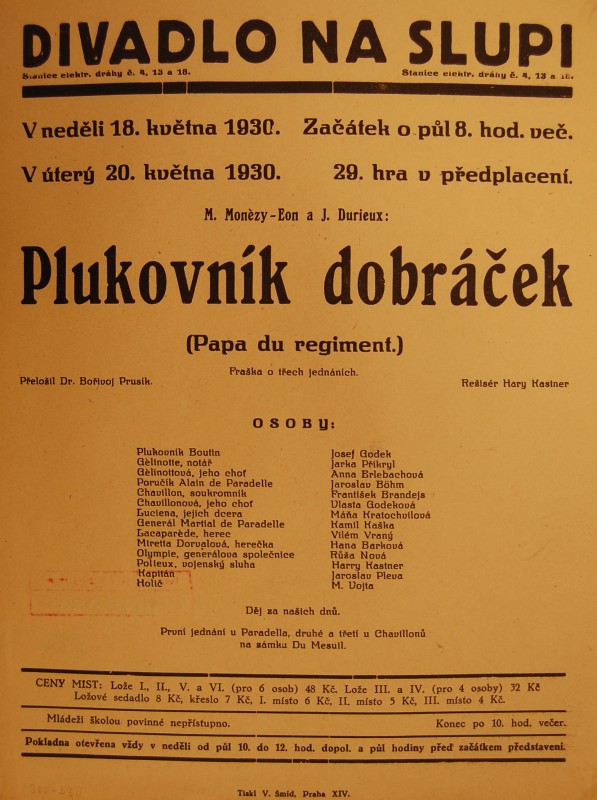 DIVADLO NA SLUPI
Stanice elektr. dráhy č. 4, 13 a 18. Stanice elektr. dráhy č. 4, 13 a 18.
V neděli 18. května 1930. Začátek o půl 8. hod. več.
V úterý 20. května 1930. 29. hra v předplacení.
M. Monèzy-Eon a J. Durieux:
Plukovník dobráček
(Papa du regiment.)
Fraška o třech jednáních.
Přeložil Dr. Bořivoj Prusík. Režisér Hary Kastner
OSOBY:
Plukovník Boutin Josef Godek
Gèlinotte, notář Jarka Přikryl
Gèlinottová, jeho choť Anna Erlebachová
Poručík Alain de Paradelle Jaroslav Böhm
Chavillon, soukromník František Brandejs
Chavillonová, jeho choť Vlasta Godeková
Luciena, jejich dcera Máňa Kratochvílová
Generál Martial de Paradelle Kamil Kaška
Lacaparède, herec Vilém Vraný
Miretta Dorvalová, herečka Hana Barková
Olympie, generálova společnice Růža Nová
Potieux, vojenský sluha Harry Kastner
Kapitán Jaroslav Pleva
Holič M. Vojta
Děj za našich dnů.
První jednání u Paradella, druhé a třetí u Chavillonů
na zámku Du Mesuil.
CENY MIST: Lože I., II., V. a VI. (pro 6 osob) 48 Kč. Lože III. a IV. (pro 4 osoby) 32 Kč
Ložové sedadlo 8 Kč, křeslo 7 Kč, I. místo 6 Kč, II. místo 5 Kč, III. místo 4 Kč.
Mládeži školou povinné nepřístupno. Konec po 10. hod. večer.
Pokladna otevřena vždy v neděli od půl 10. do 12. hod. dopol. a půl hodiny před začátkem představení.
Tiskl V. Šmíd, Praha XIV.